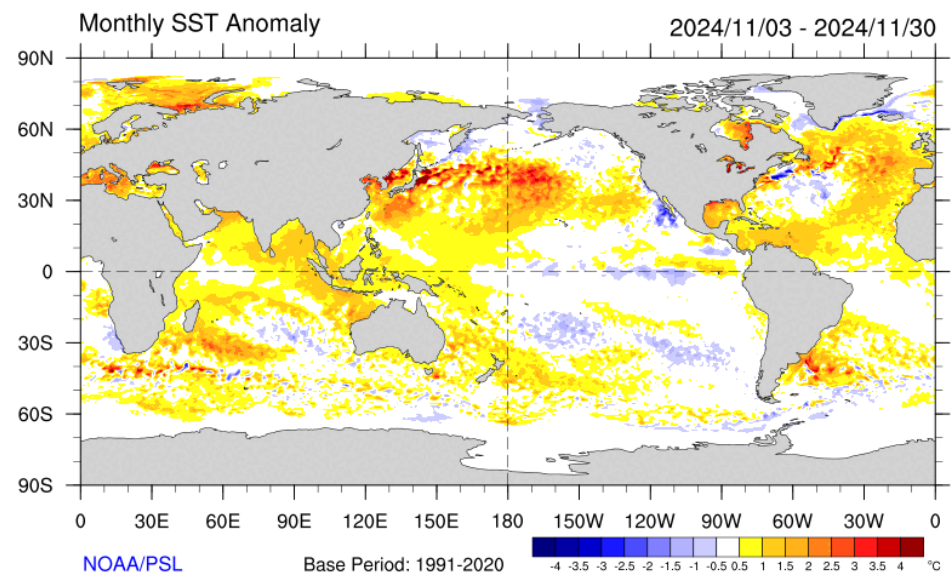 Monthly SST Anomaly 2024/11/03 - 2024/11/30
90N
60N
30N
0
30S
60S
90S
0 30E 60E 90E 120E 150E 180 150W 120W 90W 60W 30W 0
NOAA/PSL Base Period: 1991-2020
-4 -3.5 -3 -2.5 -2 -1.5 -1 -0.5 0.5 1 1.5 2 2.5 3 3.5 4 °C